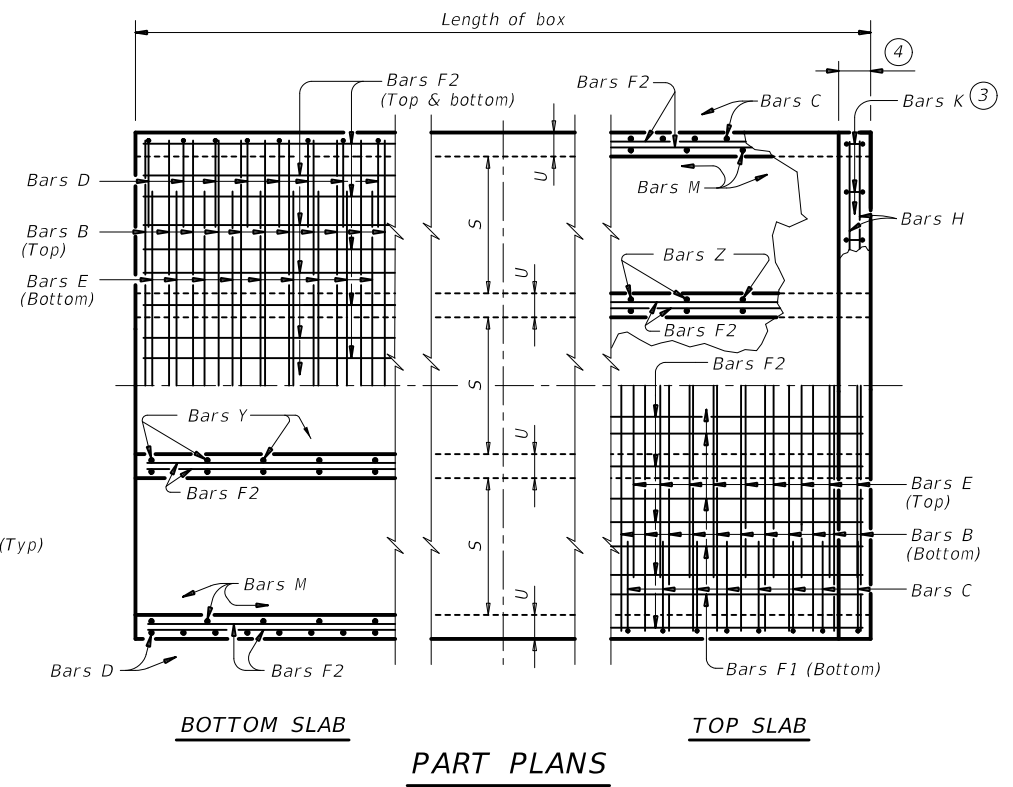 Length of box
4
Bars F2
(Top & bottom)
Bars F2
Bars C
Bars K 3
U
Bars M
Bars D
Bars H
S
Bars B
(Top)
Bars Z
U
Bars E
(Bottom)
Bars F2
Bars F2
S
Bars Y
U
Bars F2
Bars E
(Top)
(Typ)
S
Bars B
(Bottom)
Bars M
U
Bars C
Bars D
Bars F2
Bars F1 (Bottom)
BOTTOM SLAB
TOP SLAB
PART PLANS